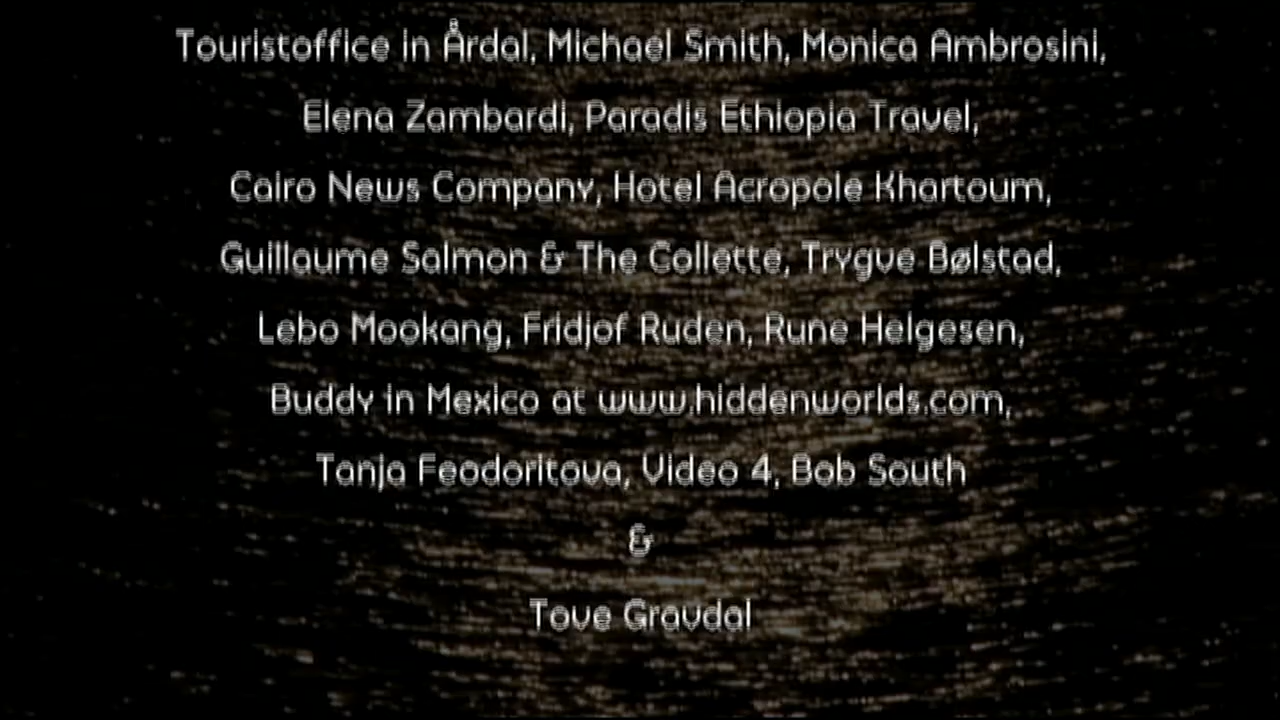 Touristoffice in Årdal, Michael Smith, Monica Ambrosini,
Elena Zambardi, Paradis Ethiopia Travel,
Cairo News Company, Hotel Acropole Khartoum,
Guillaume Salmon & The Collette, Trygve Bølstad,
Lebo Mookang, Fridjof Ruden, Rune Helgesen,
Buddy in Mexico at www.hiddenworlds.com,
Tanja Feodoritova, Video 4, Bob South
&
Tove Gravdal